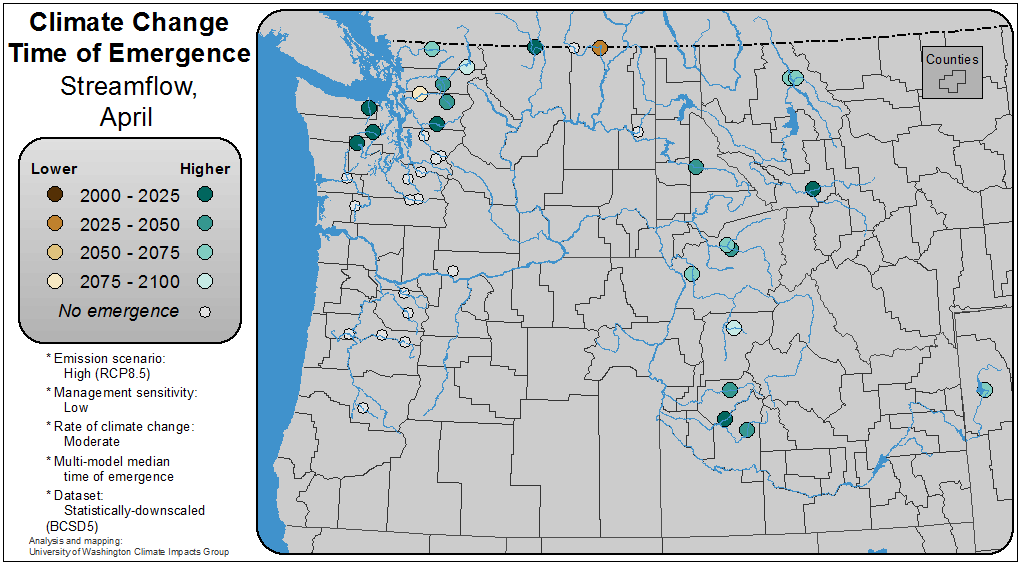 Climate Change
Time of Emergence
Streamflow,
April
Lower Higher
2000 - 2025
2025 - 2050
2050 - 2075
2075 - 2100
No emergence
* Emission scenario:
High (RCP8.5)
* Management sensitivity:
Low
* Rate of climate change:
Moderate
* Multi-model median
time of emergence
* Dataset:
Statistically-downscaled
(BCSD5)
Analysis and mapping:
University of Washington Climate Impacts Group
Counties